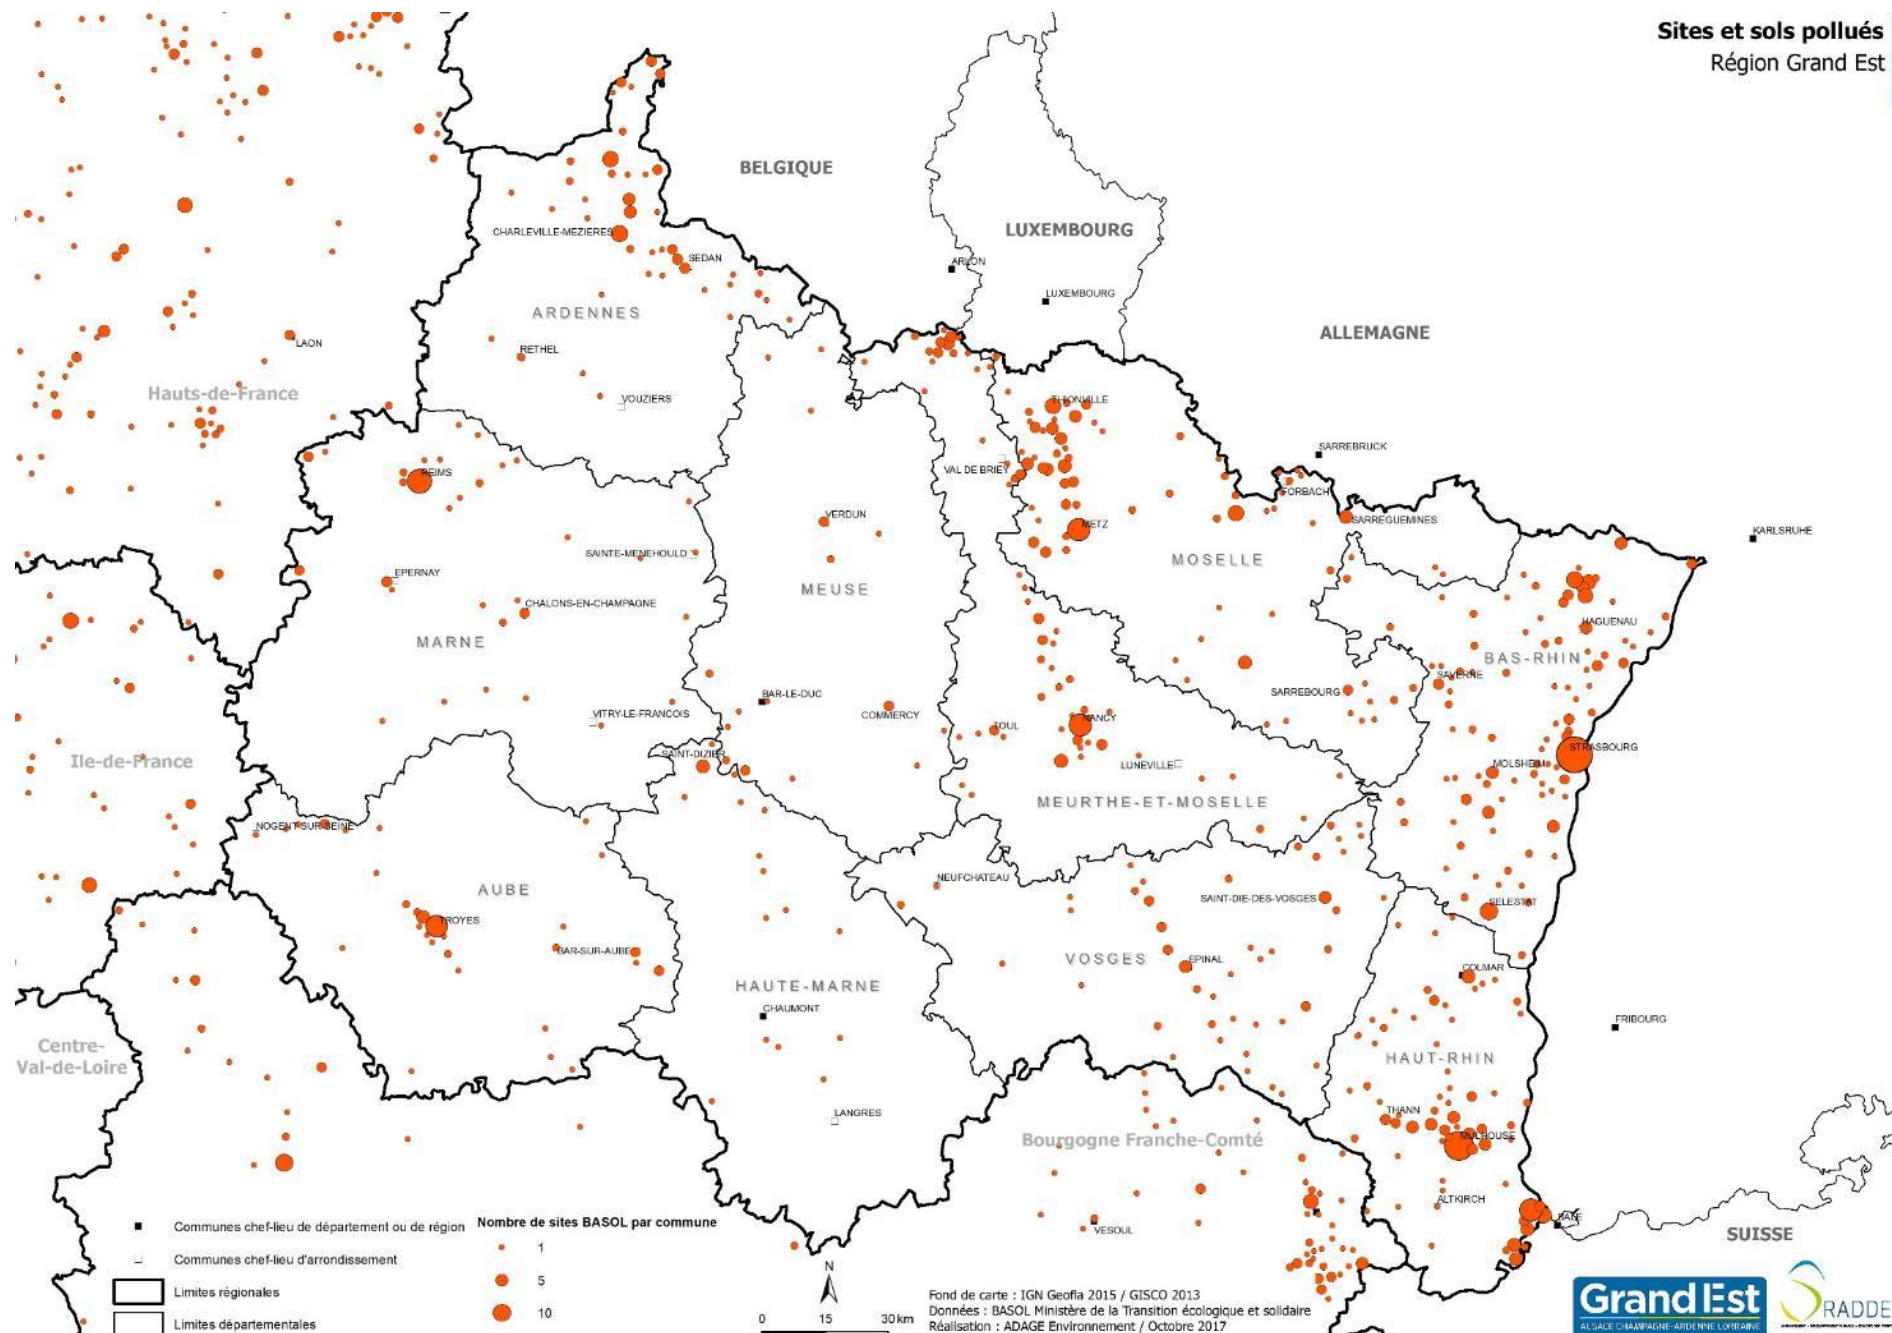 Sites et sols pollués
Région Grand Est
BELGIQUE
LUXEMBOURG
CHARLEVILLE-MEZIERES
SEDAN
ARLON
LUXEMBOURG
ARDENNES
ALLEMAGNE
LAON
RETHEL
Hauts-de-France
VOUZIERS
THIONVILLE
SARREBRUCK
REIMS
VAL DE BRIEY
FORBACH
VERDUN
METZ
SARREGUEMINES
KARLSRUHE
SAINTE-MENEHOULD
MOSELLE
EPERNAY
MEUSE
CHALONS-EN-CHAMPAGNE
HAGUENAU
MARNE
BAS-RHIN
SAVERNE
BAR-LE-DUC
SARREBOURG
VITRY-LE-FRANCOIS
COMMERCY
TOUL
NANCY
STRASBOURG
Ile-de-France
SAINT-DIZIER
LUNEVILLE
MOLSHEIM
MEURTHE-ET-MOSELLE
NOGENT-SUR-SEINE
NEUFCHATEAU
AUBE
SAINT-DIE-DES-VOSGES
SELESTAT
TROYES
BAR-SUR-AUBE
VOSGES
EPINAL
COLMAR
HAUTE-MARNE
CHAUMONT
FRIBOURG
Centre-
Val-de-Loire
HAUT-RHIN
LANGRES
THANN
Bourgogne Franche-Comté
MULHOUSE
ALTKIRCH
BALE
VESOUL
SUISSE
Communes chef-lieu de département ou de région
Communes chef-lieu d'arrondissement
Limites régionales
Limites départementales
Nombre de sites BASOL par commune
1
5
10
N
0 15 30 km
Fond de carte : IGN Geofla 2015 / GISCO 2013
Données : BASOL Ministère de la Transition écologique et solidaire
Réalisation : ADAGE Environnement / Octobre 2017
GrandEst
ALSACE CHAMPAGNE-ARDENNE LORRAINE
RADDE